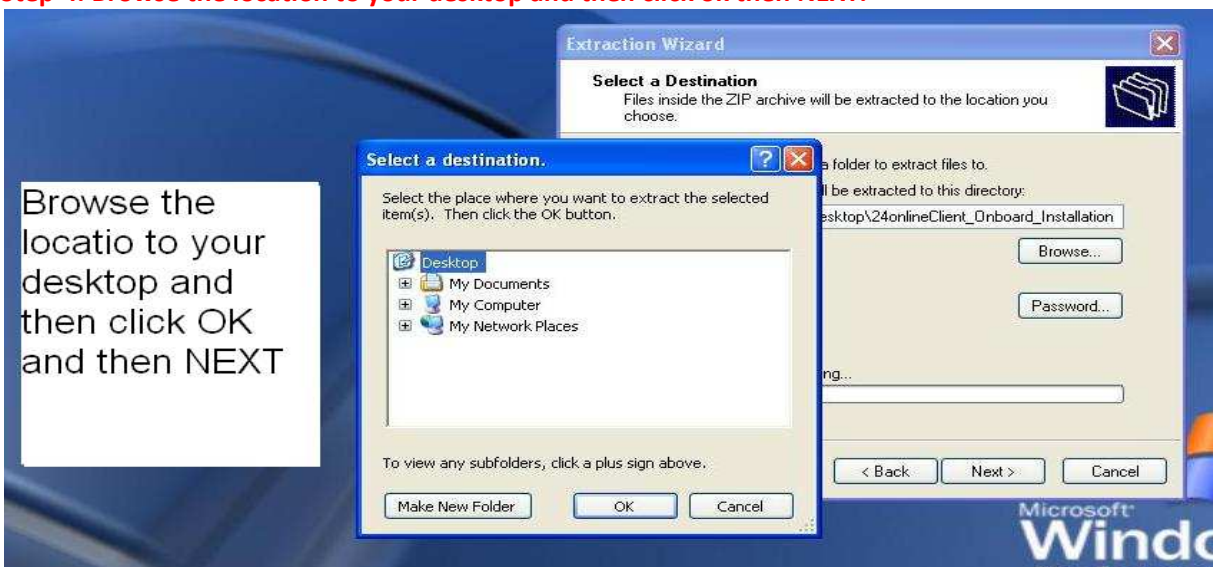 Step 4: Browse the location to your desktop and then click ok then NEXT.
Extraction Wizard
Select a Destination
Files inside the ZIP archive will be extracted to the location you
choose.
Select a destination.
Select the place where you want to extract the selected
item(s). Then click the OK button.
Desktop
My Documents
My Computer
My Network Places
To view any subfolders, click a plus sign above.
Make New Folder
OK
Cancel
a folder to extract files to.
be extracted to this directory:
esktop\24onlineClient_Onboard_Installation
Browse...
Password...
ng...
< Back
Next >
Cancel
Browse the
locatio to your
desktop and
then click OK
and then NEXT
Microsoft
Windo